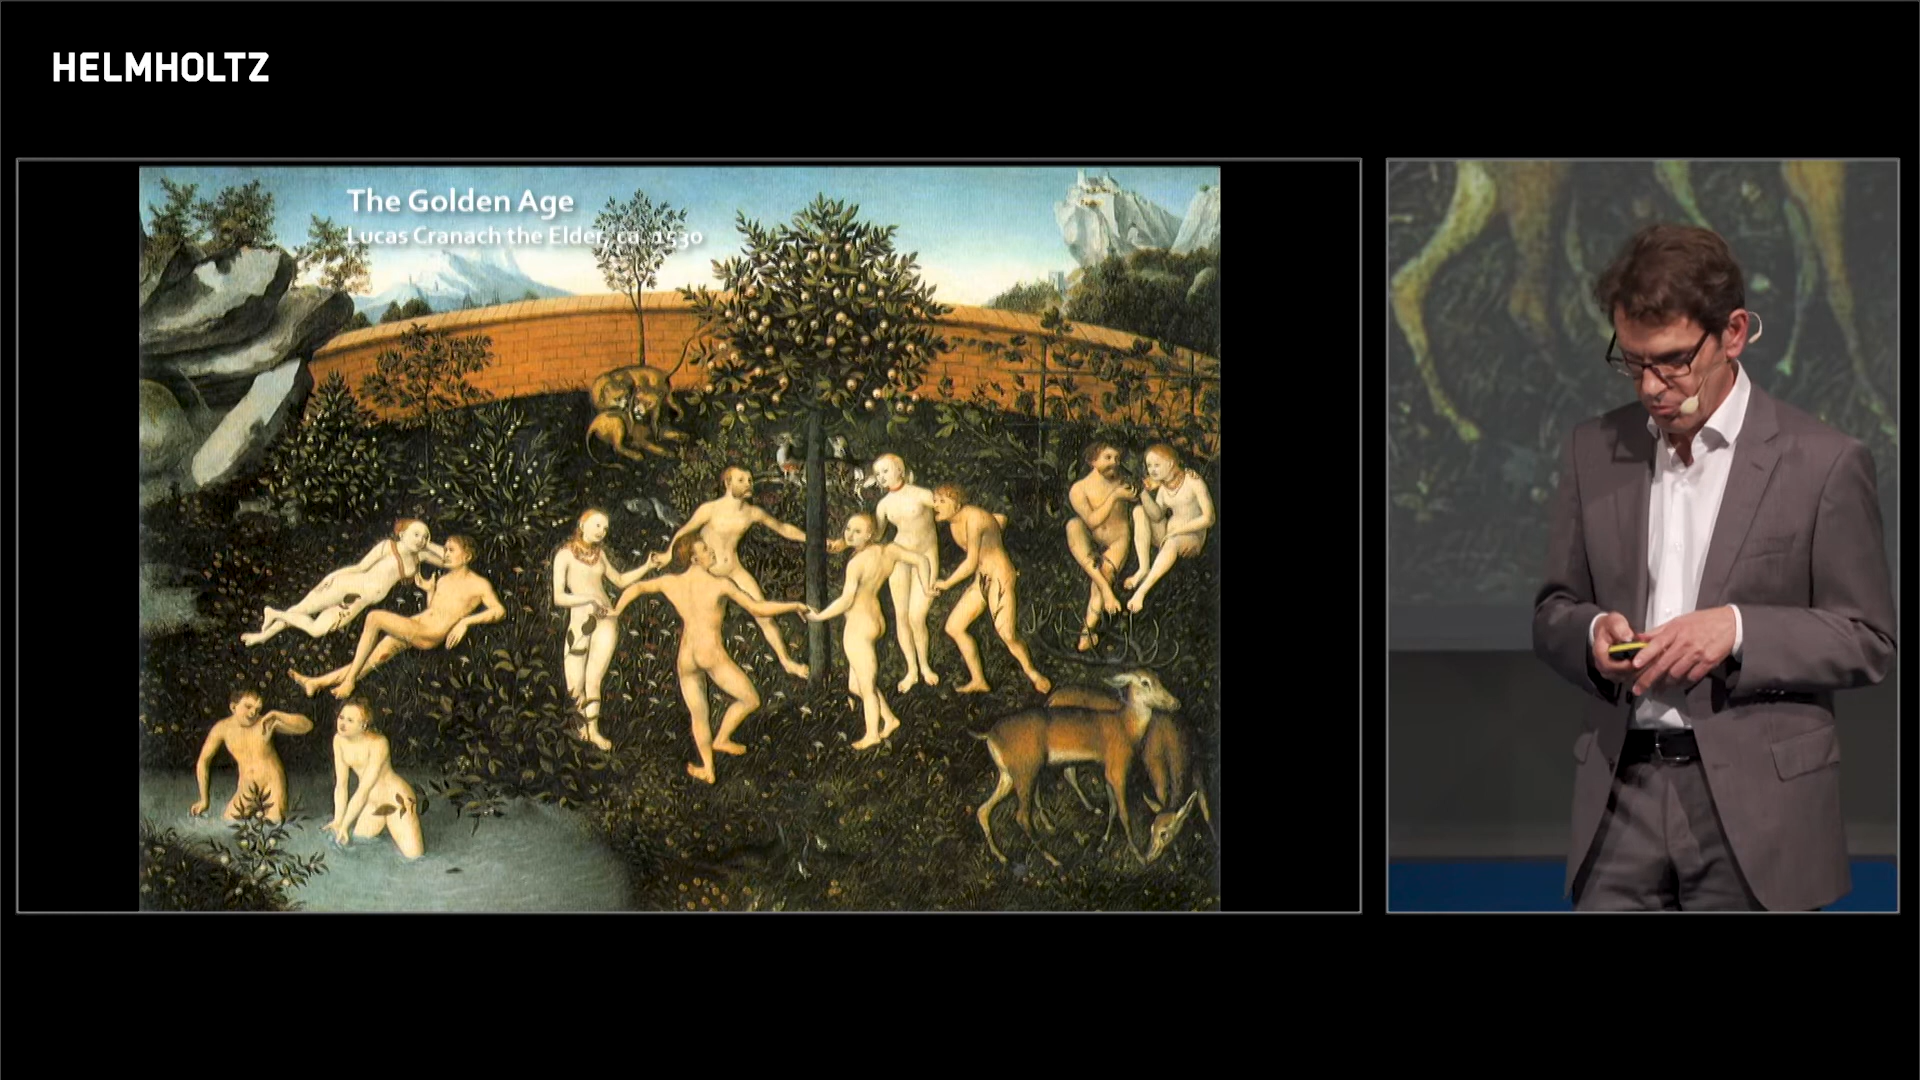 HELMHOLTZ
The Golden Age
Lucas Cranach the Elder, ca. 1530